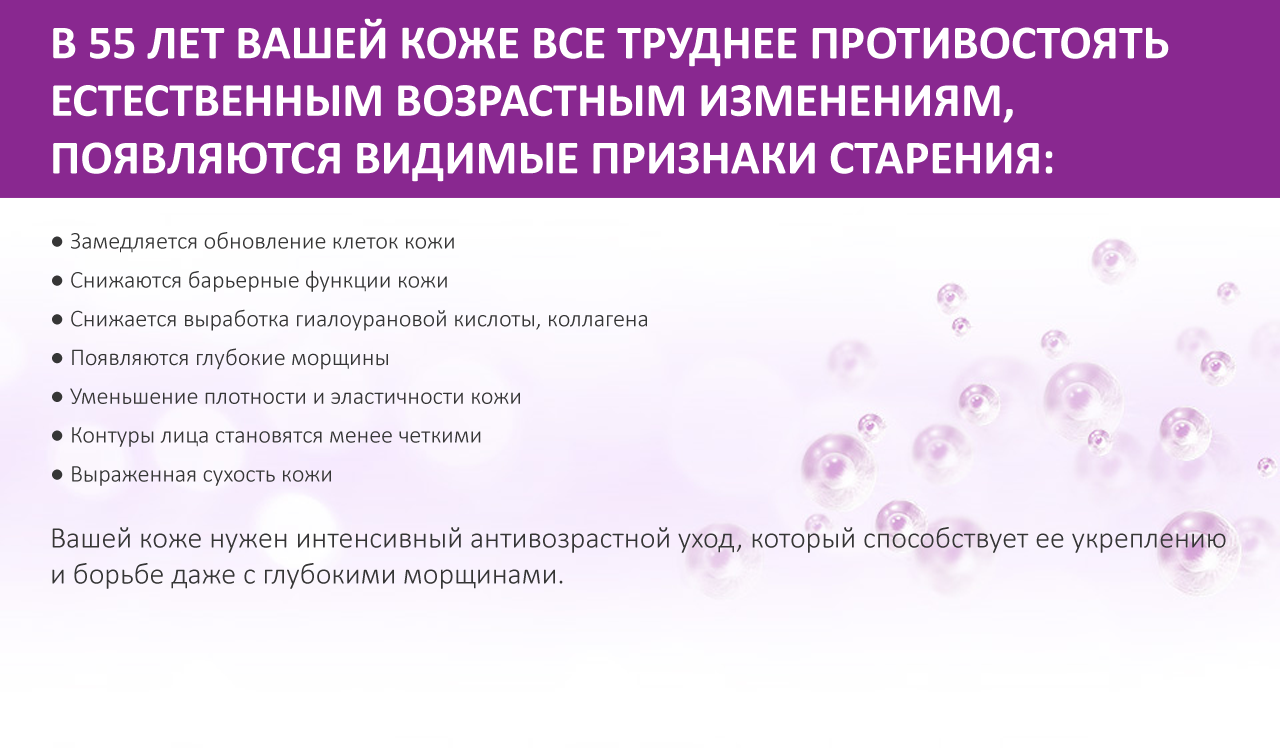 В 55 ЛЕТ ВАШЕЙ КОЖЕ ВСЕ ТРУДНЕЕ ПРОТИВОСТОЯТЬ
ЕСТЕСТВЕННЫМ ВОЗРАСТНЫМ ИЗМЕНЕНИЯМ,
ПОЯВЛЯЮТСЯ ВИДИМЫЕ ПРИЗНАКИ СТАРЕНИЯ:
● Замедляется обновление клеток кожи
● Снижаются барьерные функции кожи
● Снижается выработка гиалоурановой кислоты, коллагена
● Появляются глубокие морщины
● Уменьшение плотности и эластичности кожи
● Контуры лица становятся менее четкими
● Выраженная сухость кожи
Вашей коже нужен интенсивный антивозрастной уход, который способствует ее укреплению
и борьбе даже с глубокими морщинами.